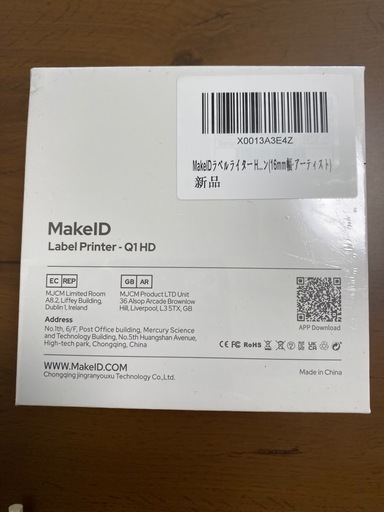 X0013A3E4Z
MakeIDラベルライター H...ン(16mm幅 アーティスト)
新品
MakeID
Label Printer - Q1 HD
EC REP
MJCM Limited Room
A8.2, Liffey Building,
Dublin 1, Ireland
GB AR
MJCM Product LTD Unit
36 Alsop Arcade Brownlow
Hill, Liverpool, L3 5TX, GB
APP Download
Address
No.1th, 6/F, Post Office building, Mercury Science
and Technology Building, No.5th Huangshan Avenue,
High-tech park, Chongqing, China
CE FC RoHS
WWW.MakeID.COM
Chongqing jingranyouxu Technology Co.,Ltd.
Made in China